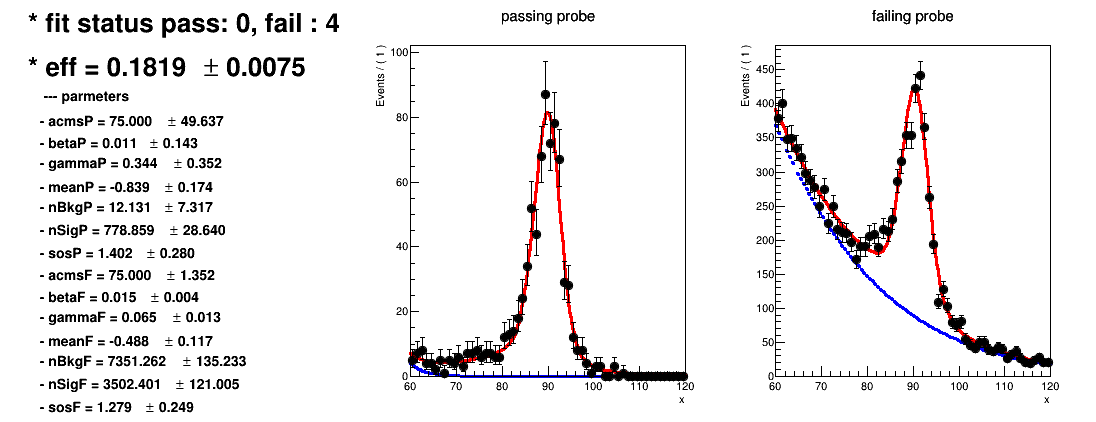 * fit status pass: 0, fail : 4
* eff = 0.1819 ± 0.0075
--- parmeters
- acmsP = 75.000 ± 49.637
- betaP = 0.011 ± 0.143
- gammaP = 0.344 ± 0.352
- meanP = -0.839 ± 0.174
- nBkgP = 12.131 ± 7.317
- nSigP = 778.859 ± 28.640
- sosP = 1.402 ± 0.280
- acmsF = 75.000 ± 1.352
- betaF = 0.015 ± 0.004
- gammaF = 0.065 ± 0.013
- meanF = -0.488 ± 0.117
- nBkgF = 7351.262 ± 135.233
- nSigF = 3502.401 ± 121.005
- sosF = 1.279 ± 0.249
passing probe
Events / ( 1 )
100
80
60
40
20
0
60 70 80 90 100 110 120
x
failing probe
Events / ( 1 )
450
400
350
300
250
200
150
100
50
0
60 70 80 90 100 110 120
x